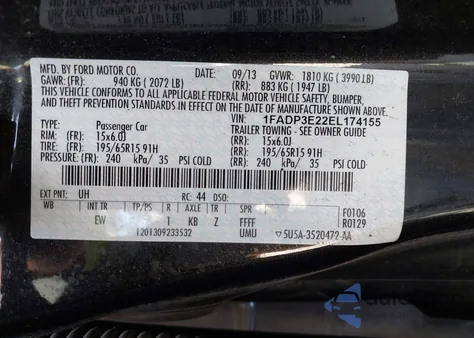 MFD. BY FORD MOTOR CO. DATE: 09/13 GVWR: 1810 KG ( 3990 LB)
GAWR: (FR): 940 KG ( 2072 LB) (RR): 883 KG ( 1947 LB)
THIS VEHICLE CONFORMS TO ALL APPLICABLE FEDERAL MOTOR VEHICLE SAFETY, BUMPER,
AND THEFT PREVENTION STANDARDS IN EFFECT ON THE DATE OF MANUFACTURE SHOWN ABOVE.
VIN: 1FADP3E22EL174155
TYPE: Passenger Car TRAILER TOWING - SEE OWNER GUIDE
RIM: (FR): 15x6.0J (RR): 15x6.0J
TIRE: (FR): 195/65R15 91H (RR): 195/65R15 91H
PRESSURE: (FR): 240 kPa/ 35 PSI COLD (RR): 240 kPa/ 35 PSI COLD
EXT PNT: UH RC: 44 DSO:
WB INT TR TP/PS R AXLE TR SPR F0106
EW 1 KB Z FFFF R0129
1201309233532 UMU 5U5A-3520472-AA